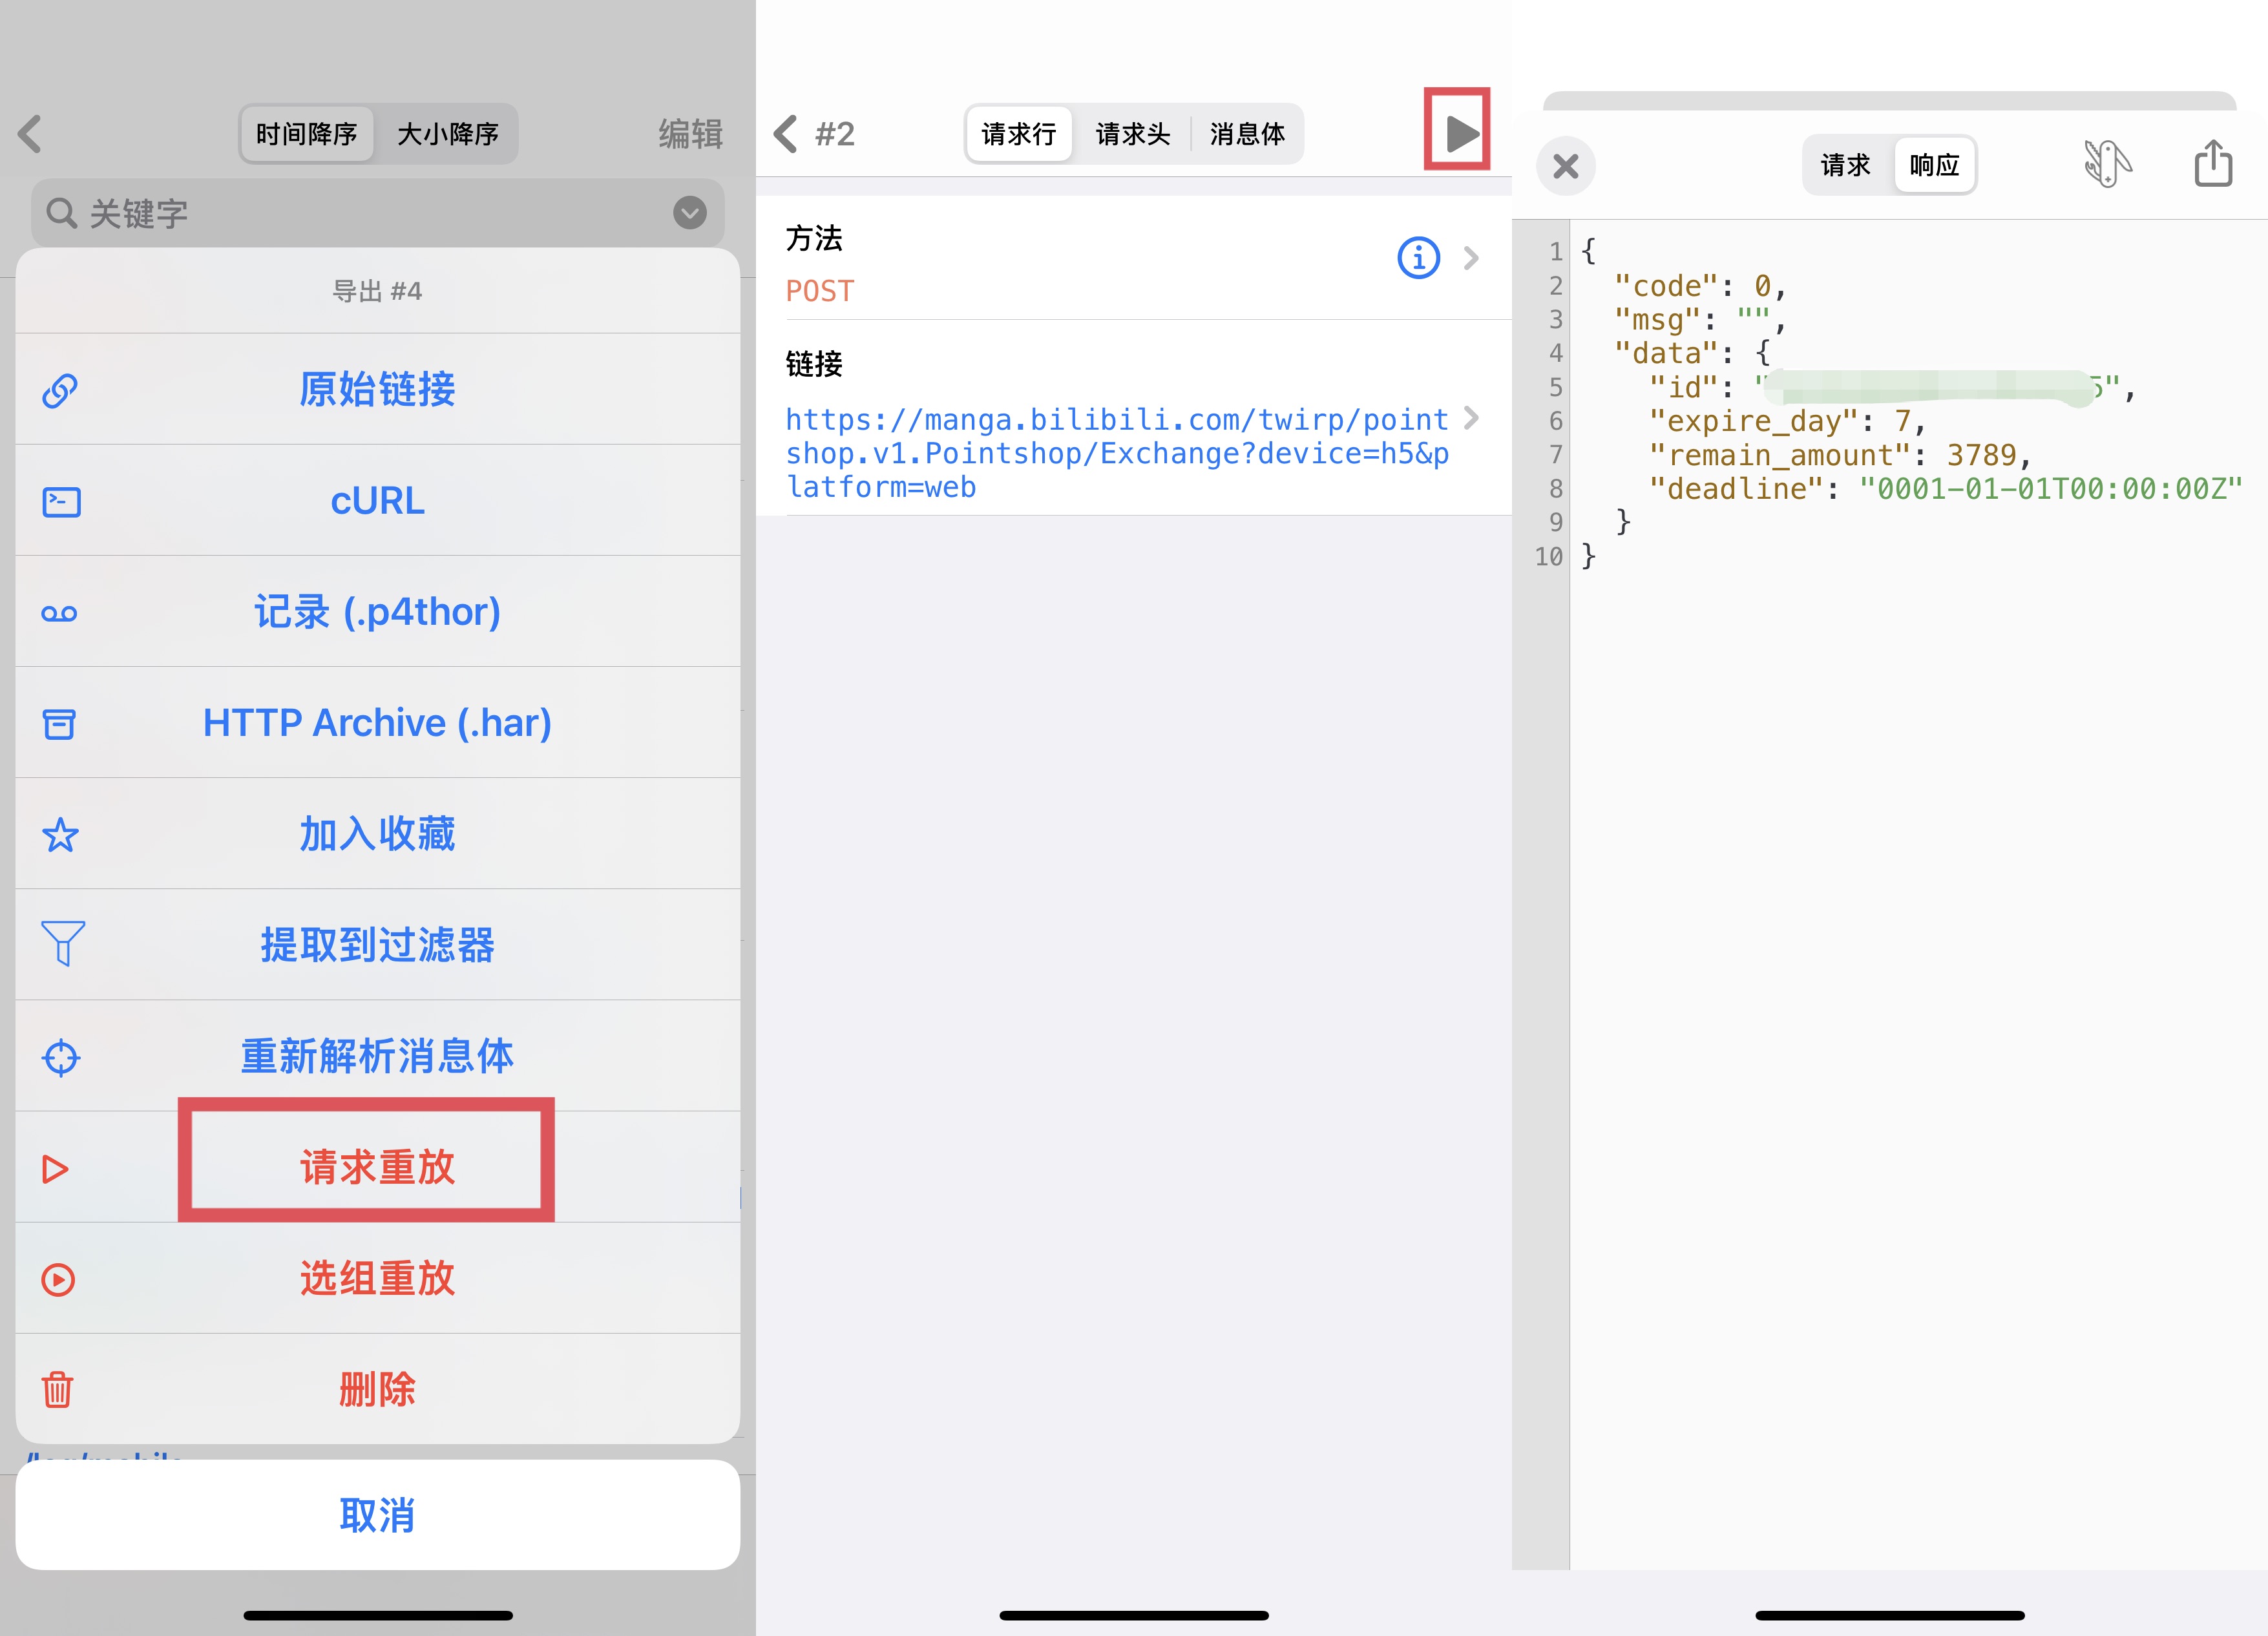 时间降序
大小降序
编辑
关键字
导出 #4
原始链接
cURL
记录 (.p4thor)
HTTP Archive (.har)
加入收藏
提取到过滤器
重新解析消息体
请求重放
选组重放
删除
取消
#2
请求行
请求头
消息体
方法
POST
链接
https://manga.bilibili.com/twirp/point
shop.v1.Pointshop/Exchange?device=h5&p
latform=web
请求
响应
1 {
2 "code": 0,
3 "msg": "",
4 "data": {
5 "id": "5",
6 "expire_day": 7,
7 "remain_amount": 3789,
8 "deadline": "0001-01-01T00:00:00Z"
9 }
10 }